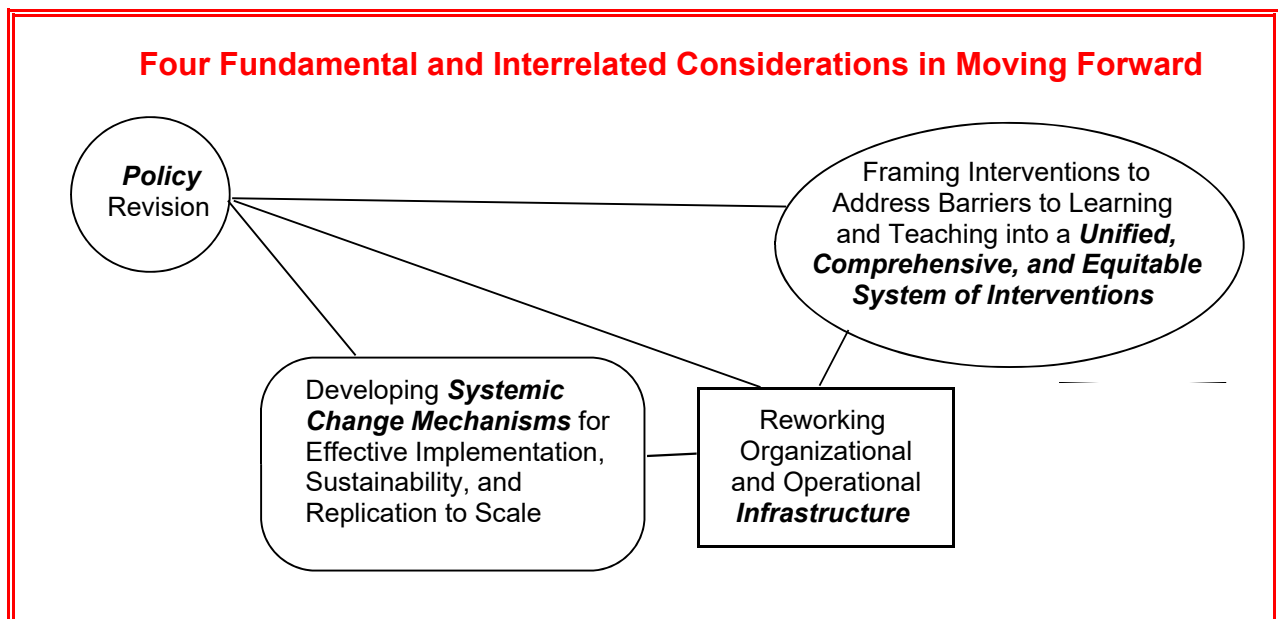 Four Fundamental and Interrelated Considerations in Moving Forward
Policy
Revision
Framing Interventions to
Address Barriers to Learning
and Teaching into a Unified,
Comprehensive, and Equitable
System of Interventions
Developing Systemic
Change Mechanisms for
Effective Implementation,
Sustainability, and
Replication to Scale
Reworking
Organizational
and Operational
Infrastructure